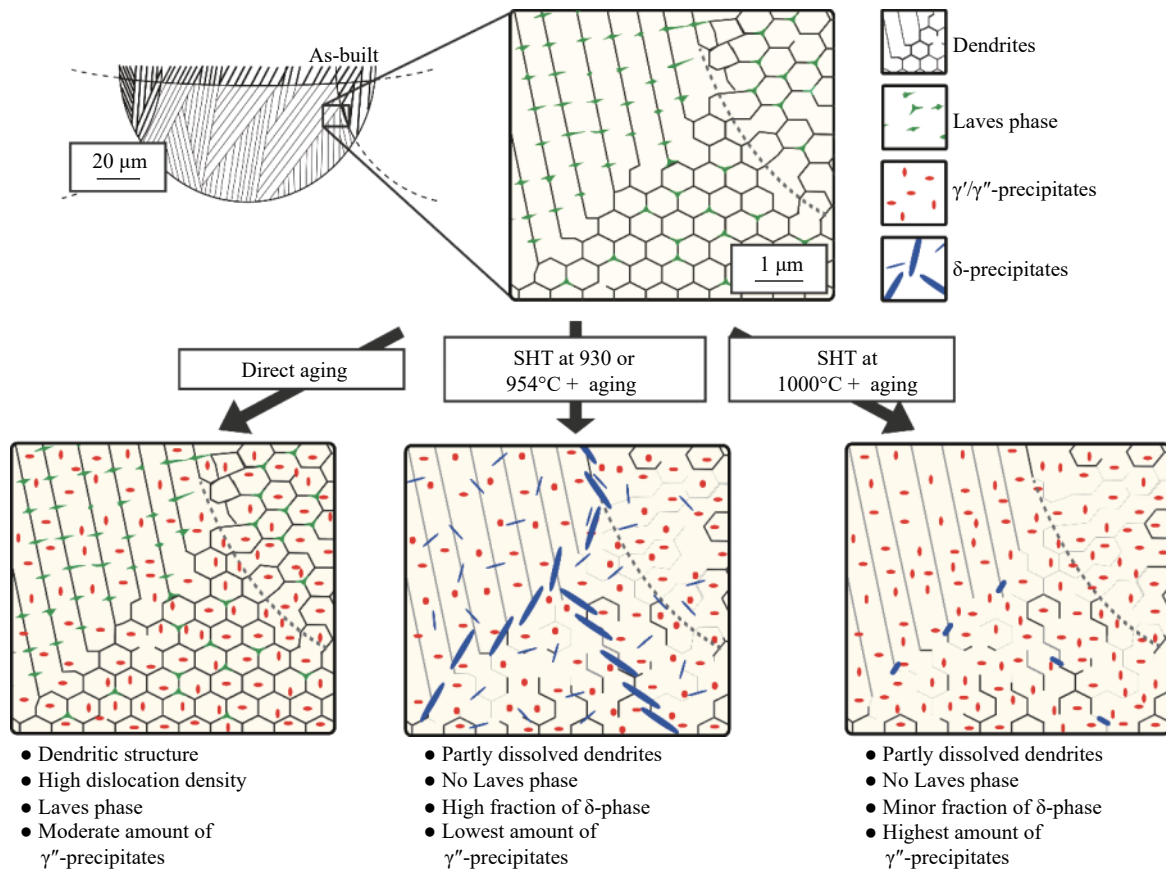 As-built
20 μm
1 μm
Dendrites
Laves phase
γ′/γ″-precipitates
δ-precipitates
Direct aging
SHT at 930 or
954°C + aging
SHT at
1000°C + aging
● Dendritic structure
● High dislocation density
● Laves phase
● Moderate amount of
γ″-precipitates
● Partly dissolved dendrites
● No Laves phase
● High fraction of δ-phase
● Lowest amount of
γ″-precipitates
● Partly dissolved dendrites
● No Laves phase
● Minor fraction of δ-phase
● Highest amount of
γ″-precipitates